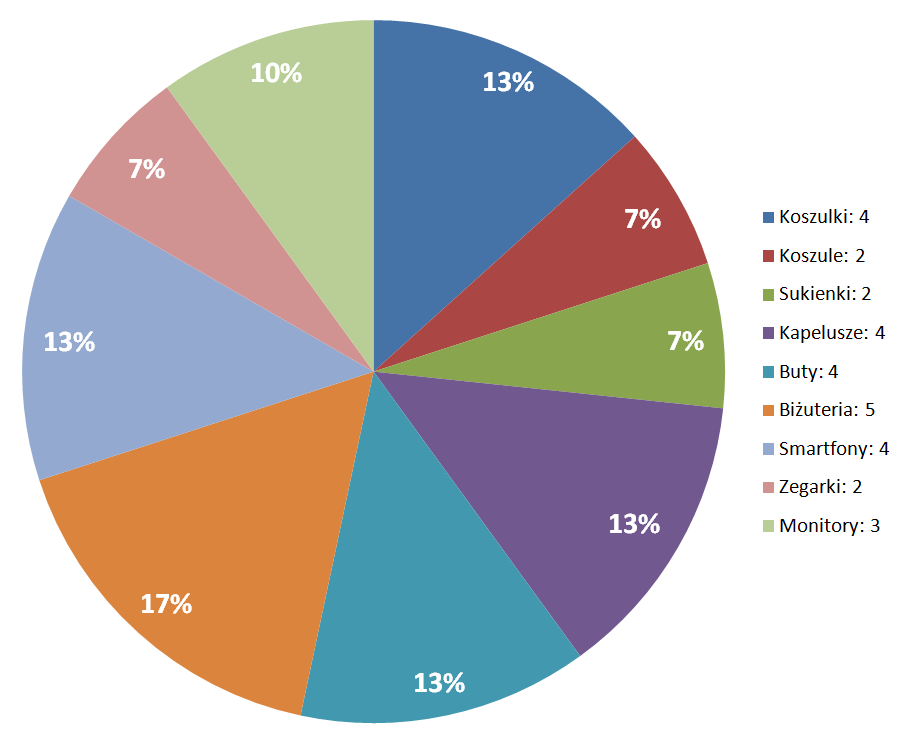 10%
13%
7%
7%
13%
7%
13%
17%
13%
Koszulki: 4
Koszule: 2
Sukienki: 2
Kapelusze: 4
Buty: 4
Biżuteria: 5
Smartfony: 4
Zegarki: 2
Monitory: 3